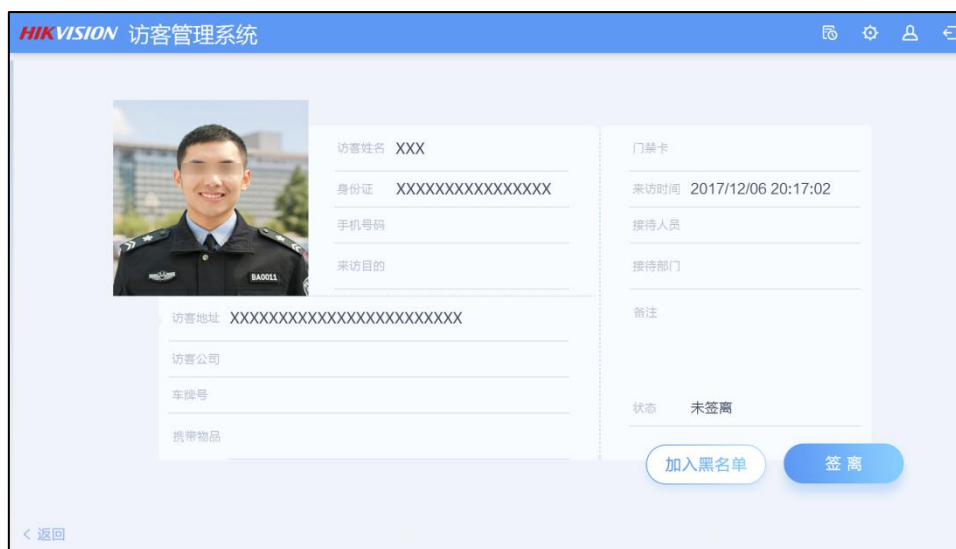 HIKVISION 访客管理系统
访客姓名 XXX
身份证 XXXXXXXXXXXXXXXX
手机号码
来访目的
BA0011
访客地址 XXXXXXXXXXXXXXXXXXXXXXXX
访客公司
车牌号
携带物品
门禁卡
来访时间 2017/12/06 20:17:02
接待人员
接待部门
备注
状态 未签离
加入黑名单 签离
< 返回